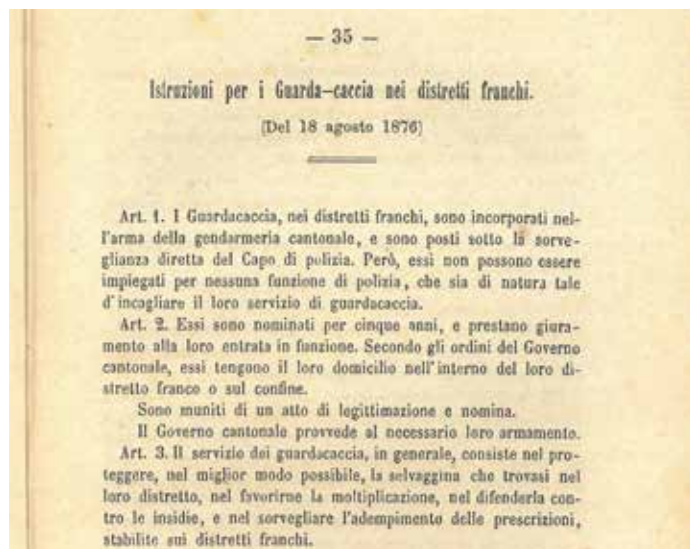 — 35 —
Istruzioni per i Guarda-caccia nei distretti franchi.
(Del 18 agosto 1876)
Art. 1. I Guardacaccia, nei distretti franchi, sono incorporati nel-
l'arma della gendarmeria cantonale, e sono posti sotto la sorve-
glianza diretta del Capo di polizia. Però, essi non possono essere
impiegati per nessuna funzione di polizia, che sia di natura tale
d'incagliare il loro servizio di guardacaccia.
Art. 2. Essi sono nominati per cinque anni, e prestano giura-
mento alla loro entrata in funzione. Secondo gli ordini del Governo
cantonale, essi tengono il loro domicilio nell'interno del loro di-
stretto franco o sul confine.
Sono muniti di un atto di legittimazione e nomina.
Il Governo cantonale provvede al necessario loro armamento.
Art. 3. Il servizio dei guardacaccia, in generale, consiste nel pro-
teggere, nel miglior modo possibile, la selvaggina che trovasi nel
loro distretto, nel favorirne la moltiplicazione, nel difenderla con-
tro le insidie, e nel sorvegliare l'adempimento delle prescrizioni,
stabilite sui distretti franchi.